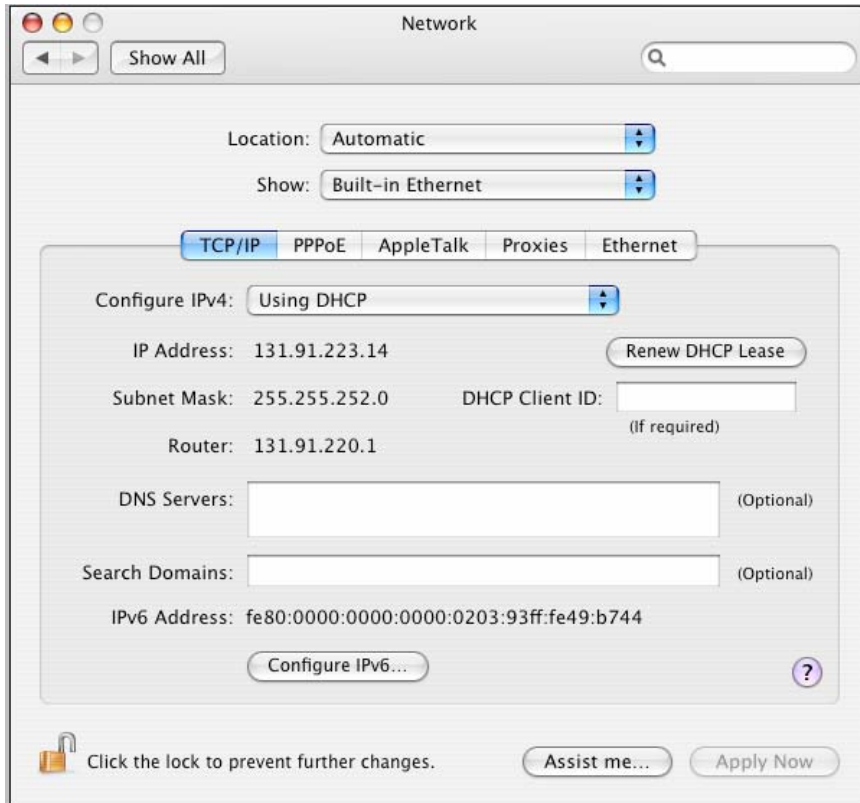 Network
Show All
Location: Automatic
Show: Built-in Ethernet
TCP/IP PPPoE AppleTalk Proxies Ethernet
Configure IPv4: Using DHCP
IP Address: 131.91.223.14 Renew DHCP Lease
Subnet Mask: 255.255.252.0 DHCP Client ID:
(If required)
Router: 131.91.220.1
DNS Servers: (Optional)
Search Domains: (Optional)
IPv6 Address: fe80:0000:0000:0000:0203:93ff:fe49:b744
Configure IPv6... ?
Click the lock to prevent further changes. Assist me... Apply Now